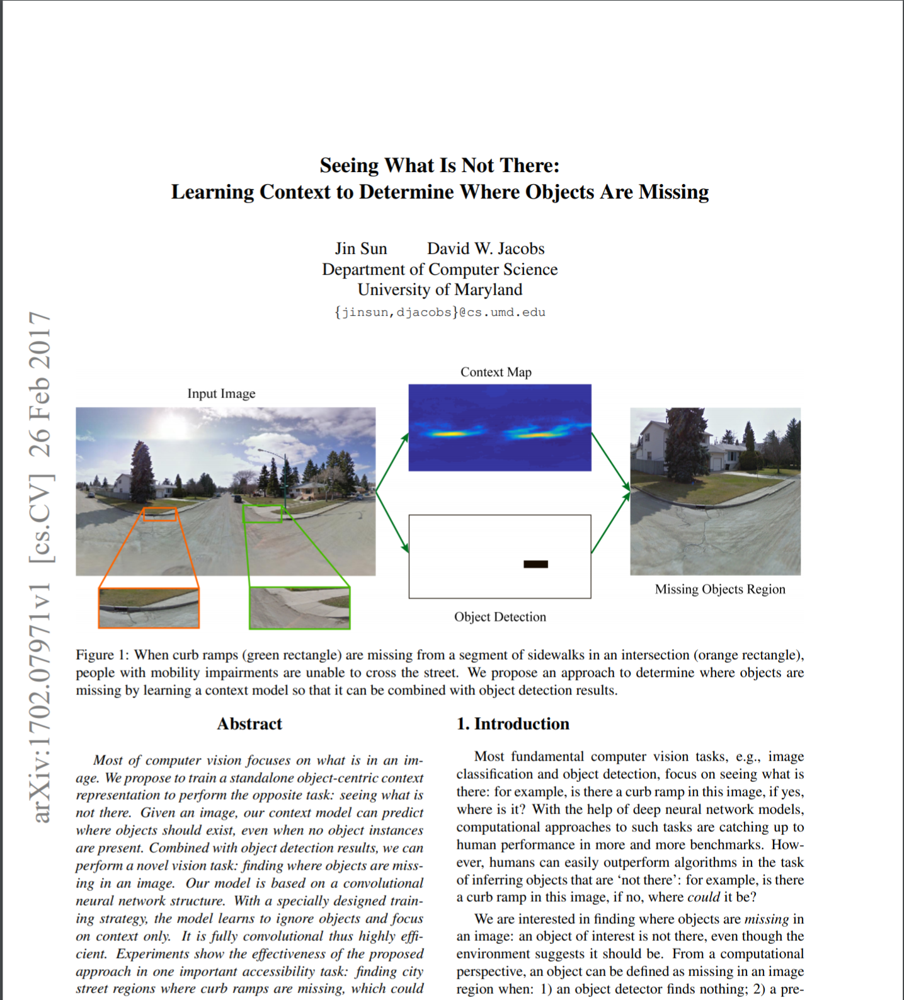 arXiv:1702.07971v1 [cs.CV] 26 Feb 2017
Seeing What Is Not There:
Learning Context to Determine Where Objects Are Missing
Jin Sun David W. Jacobs
Department of Computer Science
University of Maryland
{jinsun,djacobs}@cs.umd.edu
Input Image
Context Map
Object Detection
Missing Objects Region
Figure 1: When curb ramps (green rectangle) are missing from a segment of sidewalks in an intersection (orange rectangle),
people with mobility impairments are unable to cross the street. We propose an approach to determine where objects are
missing by learning a context model so that it can be combined with object detection results.
Abstract
Most of computer vision focuses on what is in an im-
age. We propose to train a standalone object-centric context
representation to perform the opposite task: seeing what is
not there. Given an image, our context model can predict
where objects should exist, even when no object instances
are present. Combined with object detection results, we can
perform a novel vision task: finding where objects are miss-
ing in an image. Our model is based on a convolutional
neural network structure. With a specially designed train-
ing strategy, the model learns to ignore objects and focus
on context only. It is fully convolutional thus highly effi-
cient. Experiments show the effectiveness of the proposed
approach in one important accessibility task: finding city
street regions where curb ramps are missing, which could
1. Introduction
Most fundamental computer vision tasks, e.g., image
classification and object detection, focus on seeing what is
there: for example, is there a curb ramp in this image, if yes,
where is it? With the help of deep neural network models,
computational approaches to such tasks are catching up to
human performance in more and more benchmarks. How-
ever, humans can easily outperform algorithms in the task
of inferring objects that are ‘not there’: for example, is there
a curb ramp in this image, if no, where could it be?
We are interested in finding where objects are missing in
an image: an object of interest is not there, even though the
environment suggests it should be. From a computational
perspective, an object can be defined as missing in an image
region when: 1) an object detector finds nothing; 2) a pre-